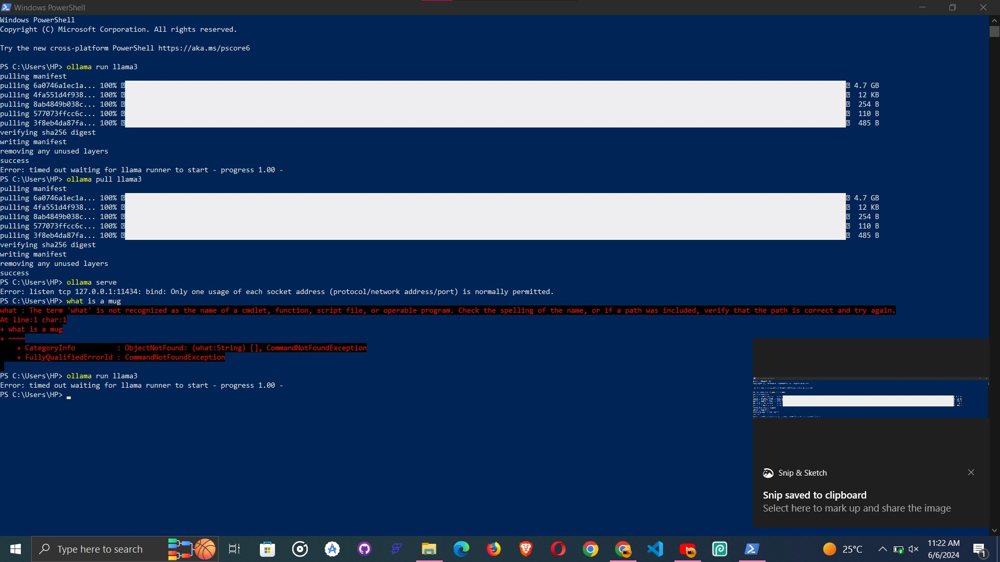 Windows PowerShell
Windows PowerShell
Copyright (C) Microsoft Corporation. All rights reserved.
Try the new cross-platform PowerShell https://aka.ms/pscore6
PS C:\Users\HP> ollama run llama3
pulling manifest
pulling 6a0746a1ec1a... 100% 4.7 GB
pulling 4fa551d4f938... 100% 12 KB
pulling 8ab4849b038c... 100% 254 B
pulling 577073ffcc6c... 100% 110 B
pulling 3f8eb4da87fa... 100% 485 B
verifying sha256 digest
writing manifest
removing any unused layers
success
Error: timed out waiting for llama runner to start - progress 1.00 -
PS C:\Users\HP> ollama pull llama3
pulling manifest
pulling 6a0746a1ec1a... 100% 4.7 GB
pulling 4fa551d4f938... 100% 12 KB
pulling 8ab4849b038c... 100% 254 B
pulling 577073ffcc6c... 100% 110 B
pulling 3f8eb4da87fa... 100% 485 B
verifying sha256 digest
writing manifest
removing any unused layers
success
PS C:\Users\HP> ollama serve
Error: listen tcp 127.0.0.1:11434: bind: Only one usage of each socket address (protocol/network address/port) is normally permitted.
PS C:\Users\HP> what is a mug
what : The term 'what' is not recognized as the name of a cmdlet, function, script file, or operable program. Check the spelling of the name, or if a path was included, verify that the path is correct and try again.
At line:1 char:1
+ what is a mug
+ ~~~~
    + CategoryInfo          : ObjectNotFound: (what:String) [], CommandNotFoundException
    + FullyQualifiedErrorId : CommandNotFoundException
PS C:\Users\HP> ollama run llama3
Error: timed out waiting for llama runner to start - progress 1.00 -
PS C:\Users\HP>
Snip & Sketch
Snip saved to clipboard
Select here to mark up and share the image
Type here to search
25°C
11:22 AM
6/6/2024
1